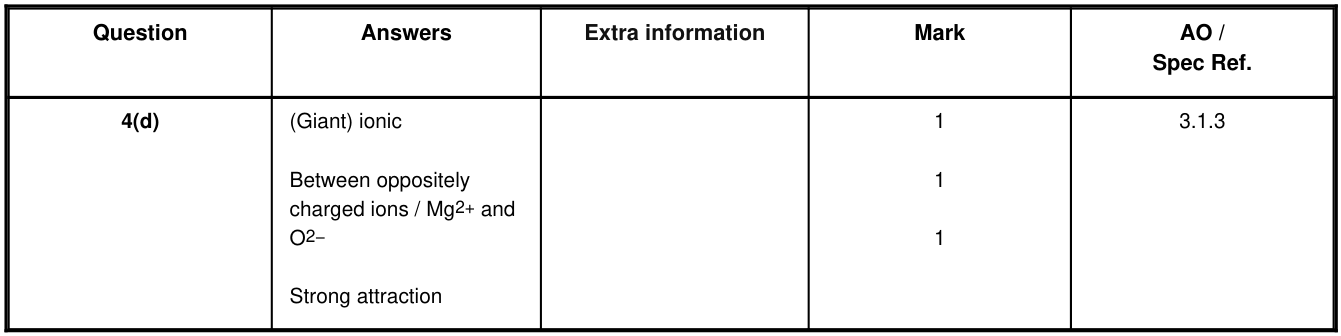 Question Answers Extra information Mark AO /
Spec Ref.
4(d) (Giant) ionic 1 3.1.3
Between oppositely 1
charged ions / Mg2+ and
O2– 1
Strong attraction